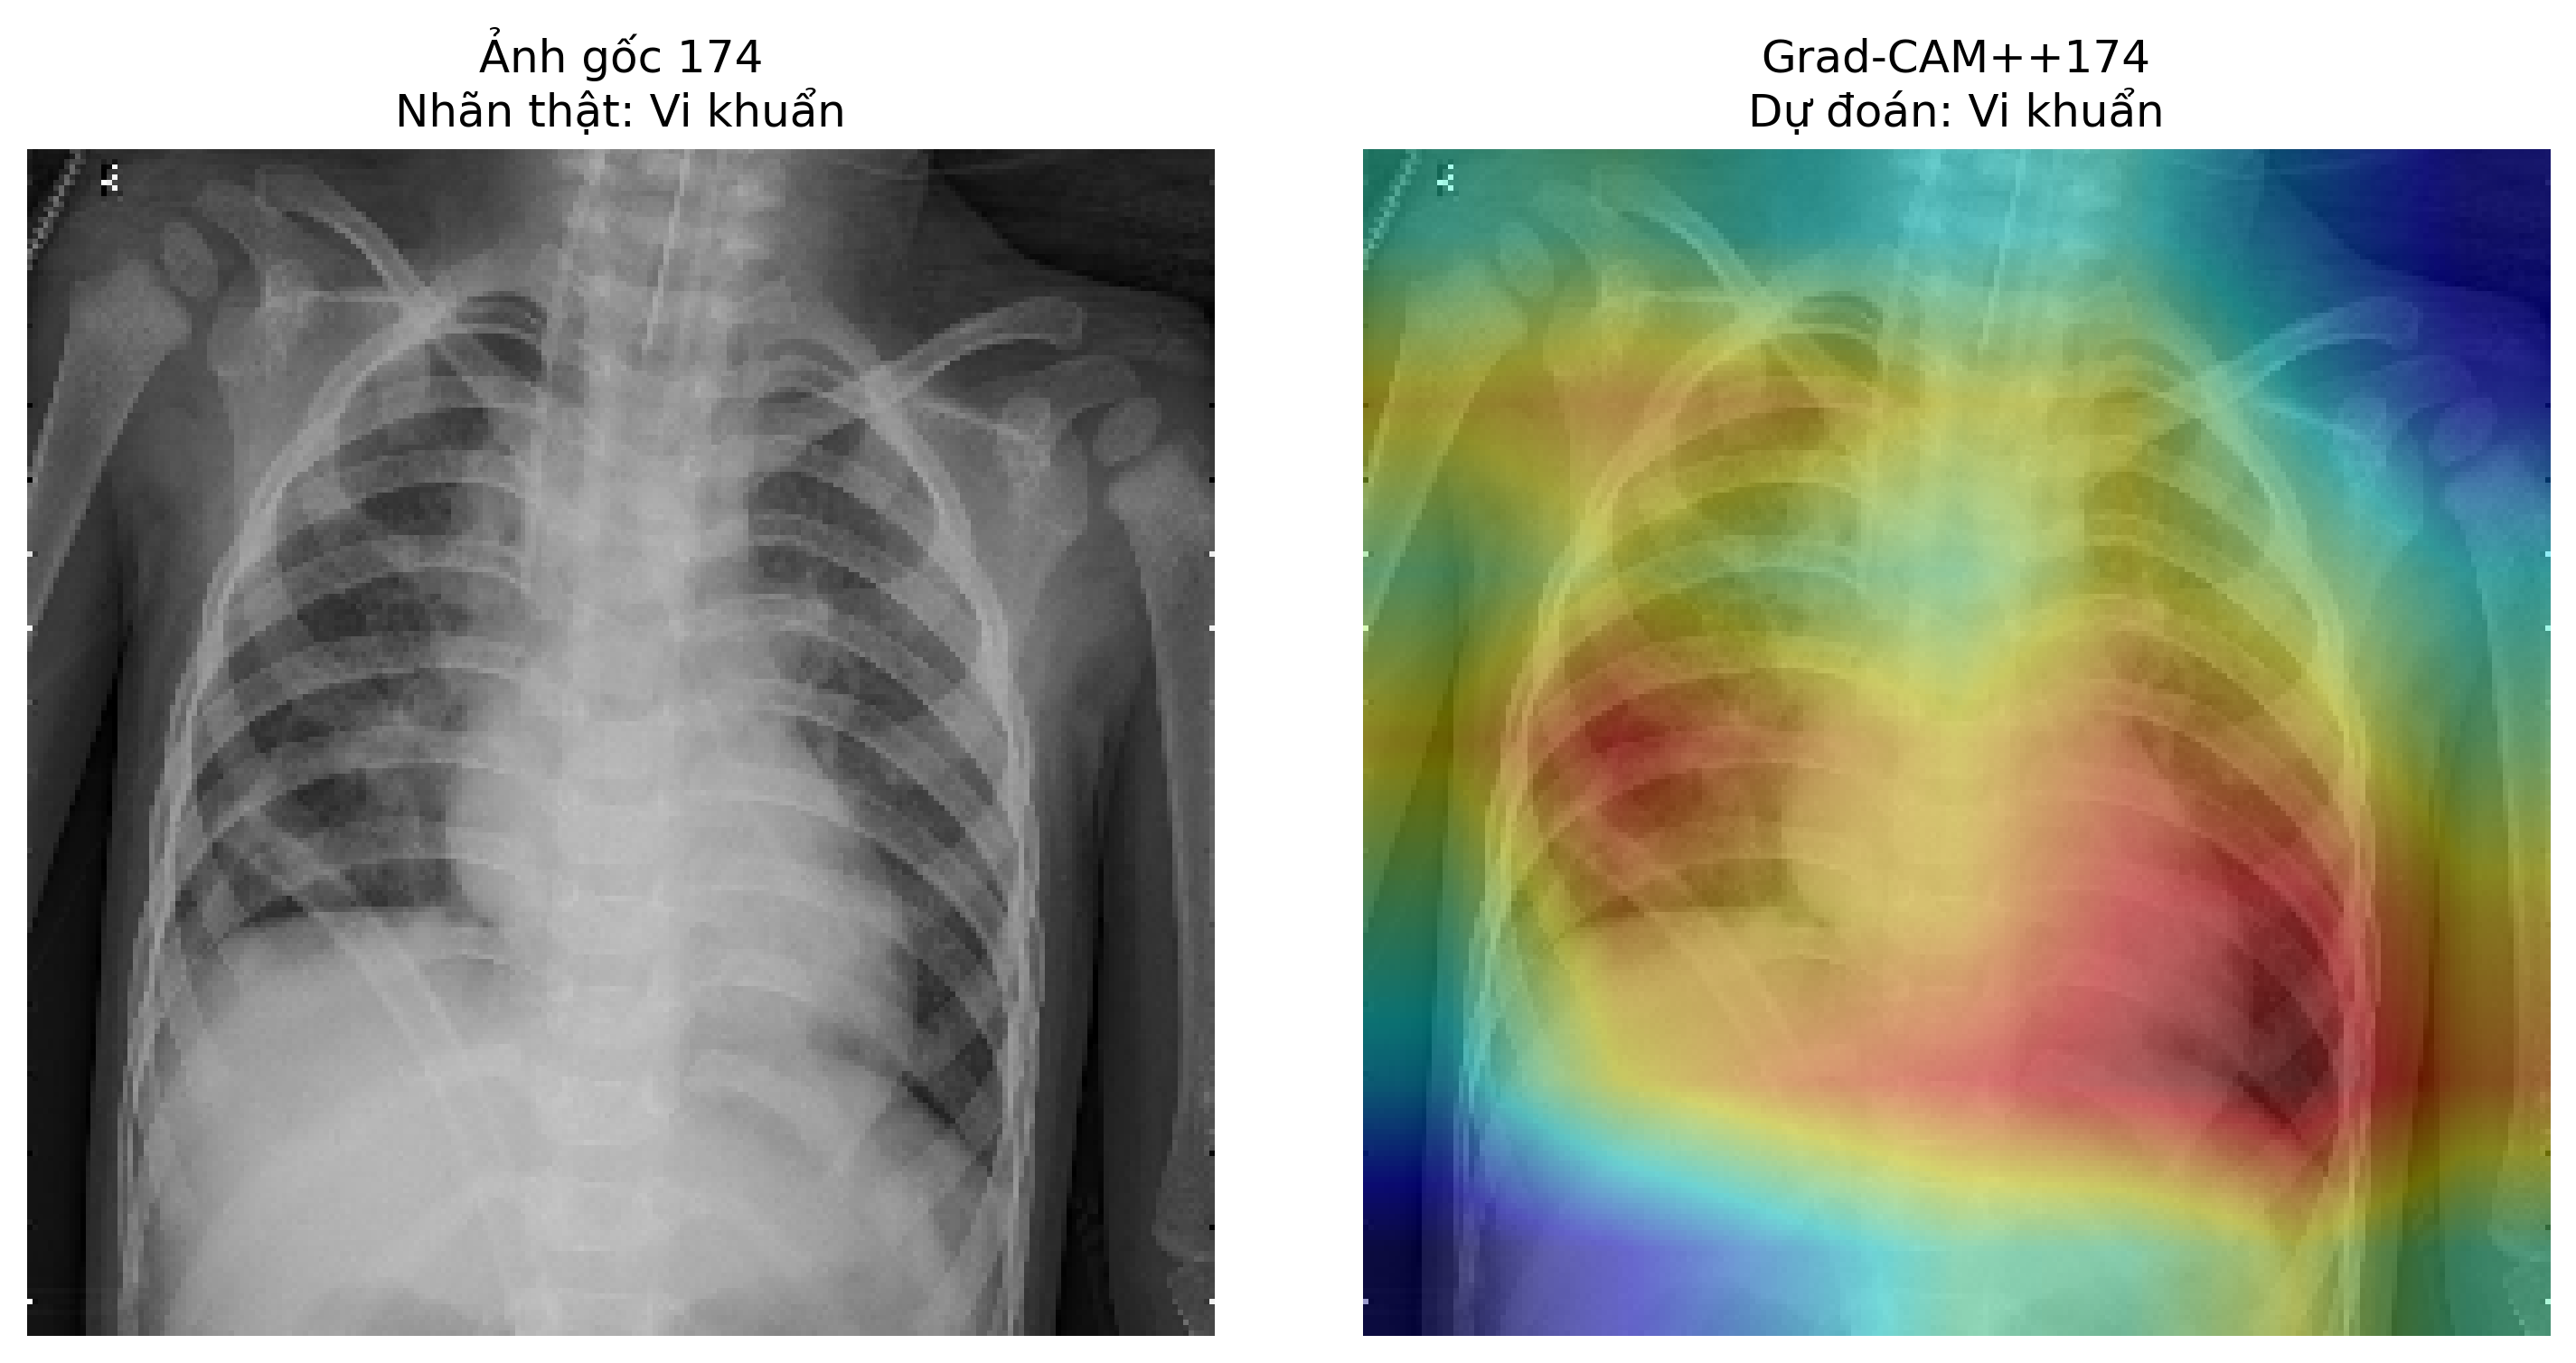 Ảnh gốc 174
Nhãn thật: Vi khuẩn
Grad-CAM++174
Dự đoán: Vi khuẩn